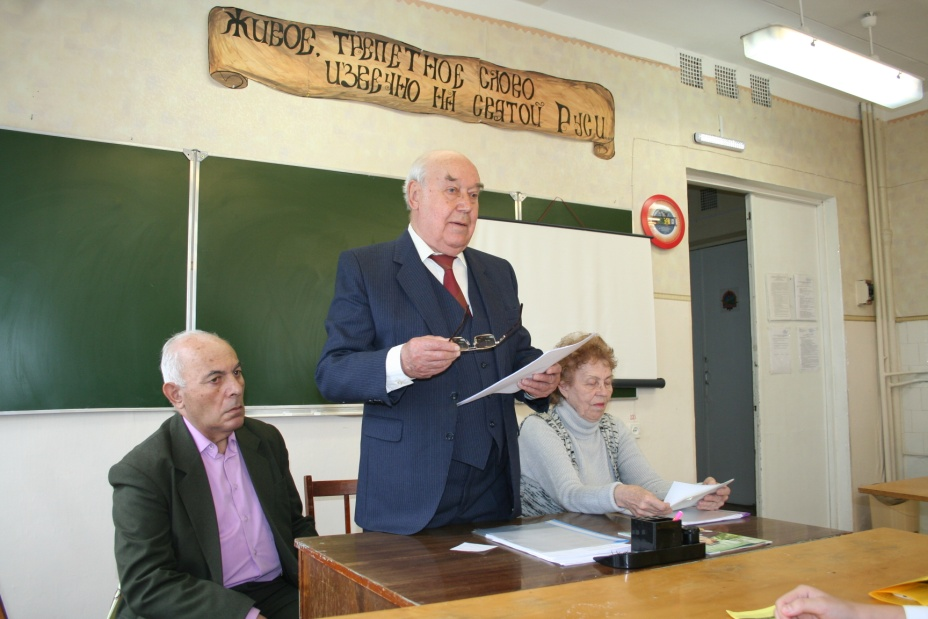 Живое, трепетное слово
извечно на святой Руси